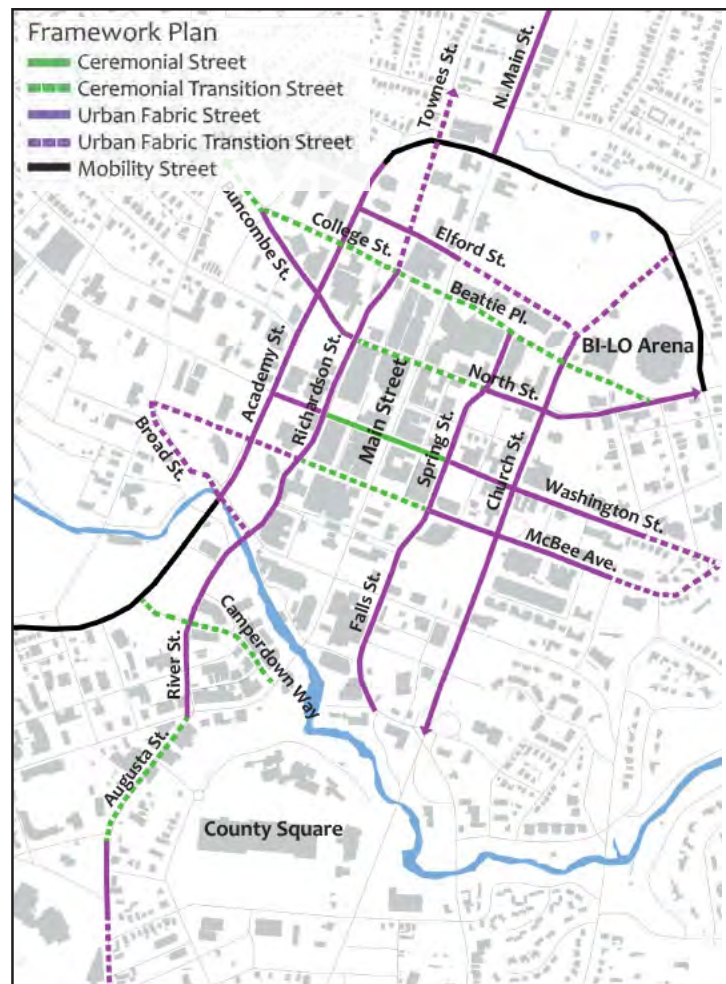 Framework Plan
Ceremonial Street
Ceremonial Transition Street
Urban Fabric Street
Urban Fabric Transtion Street
Mobility Street
Townes St.
N. Main St.
Buncombe St.
College St.
Elford St.
Beattie Pl.
BI-LO Arena
Academy St.
Richardson St.
Main Street
North St.
Spring St.
Church St.
Broad St.
Washington St.
McBee Ave.
Falls St.
Camperdown Way
River St.
Augusta St.
County Square